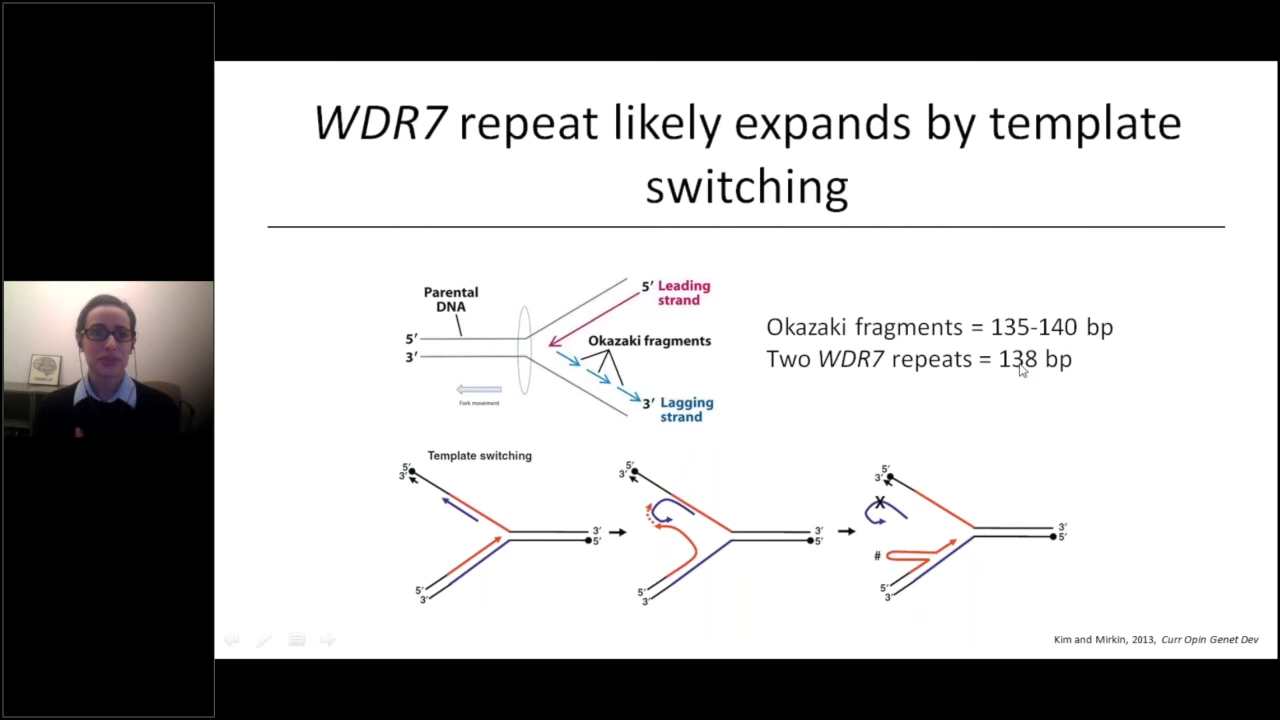 WDR7 repeat likely expands by template
switching
Parental
DNA
5′
3′
Fork movement
5′ Leading
strand
Okazaki fragments
3′ Lagging
strand
Okazaki fragments = 135-140 bp
Two WDR7 repeats = 138 bp
Template switching
5′
3′
3′
5′
5′
3′
5′
3′
3′
5′
5′
3′
5′
3′
X
3′
5′
#
5′
3′
Kim and Mirkin, 2013, Curr Opin Genet Dev